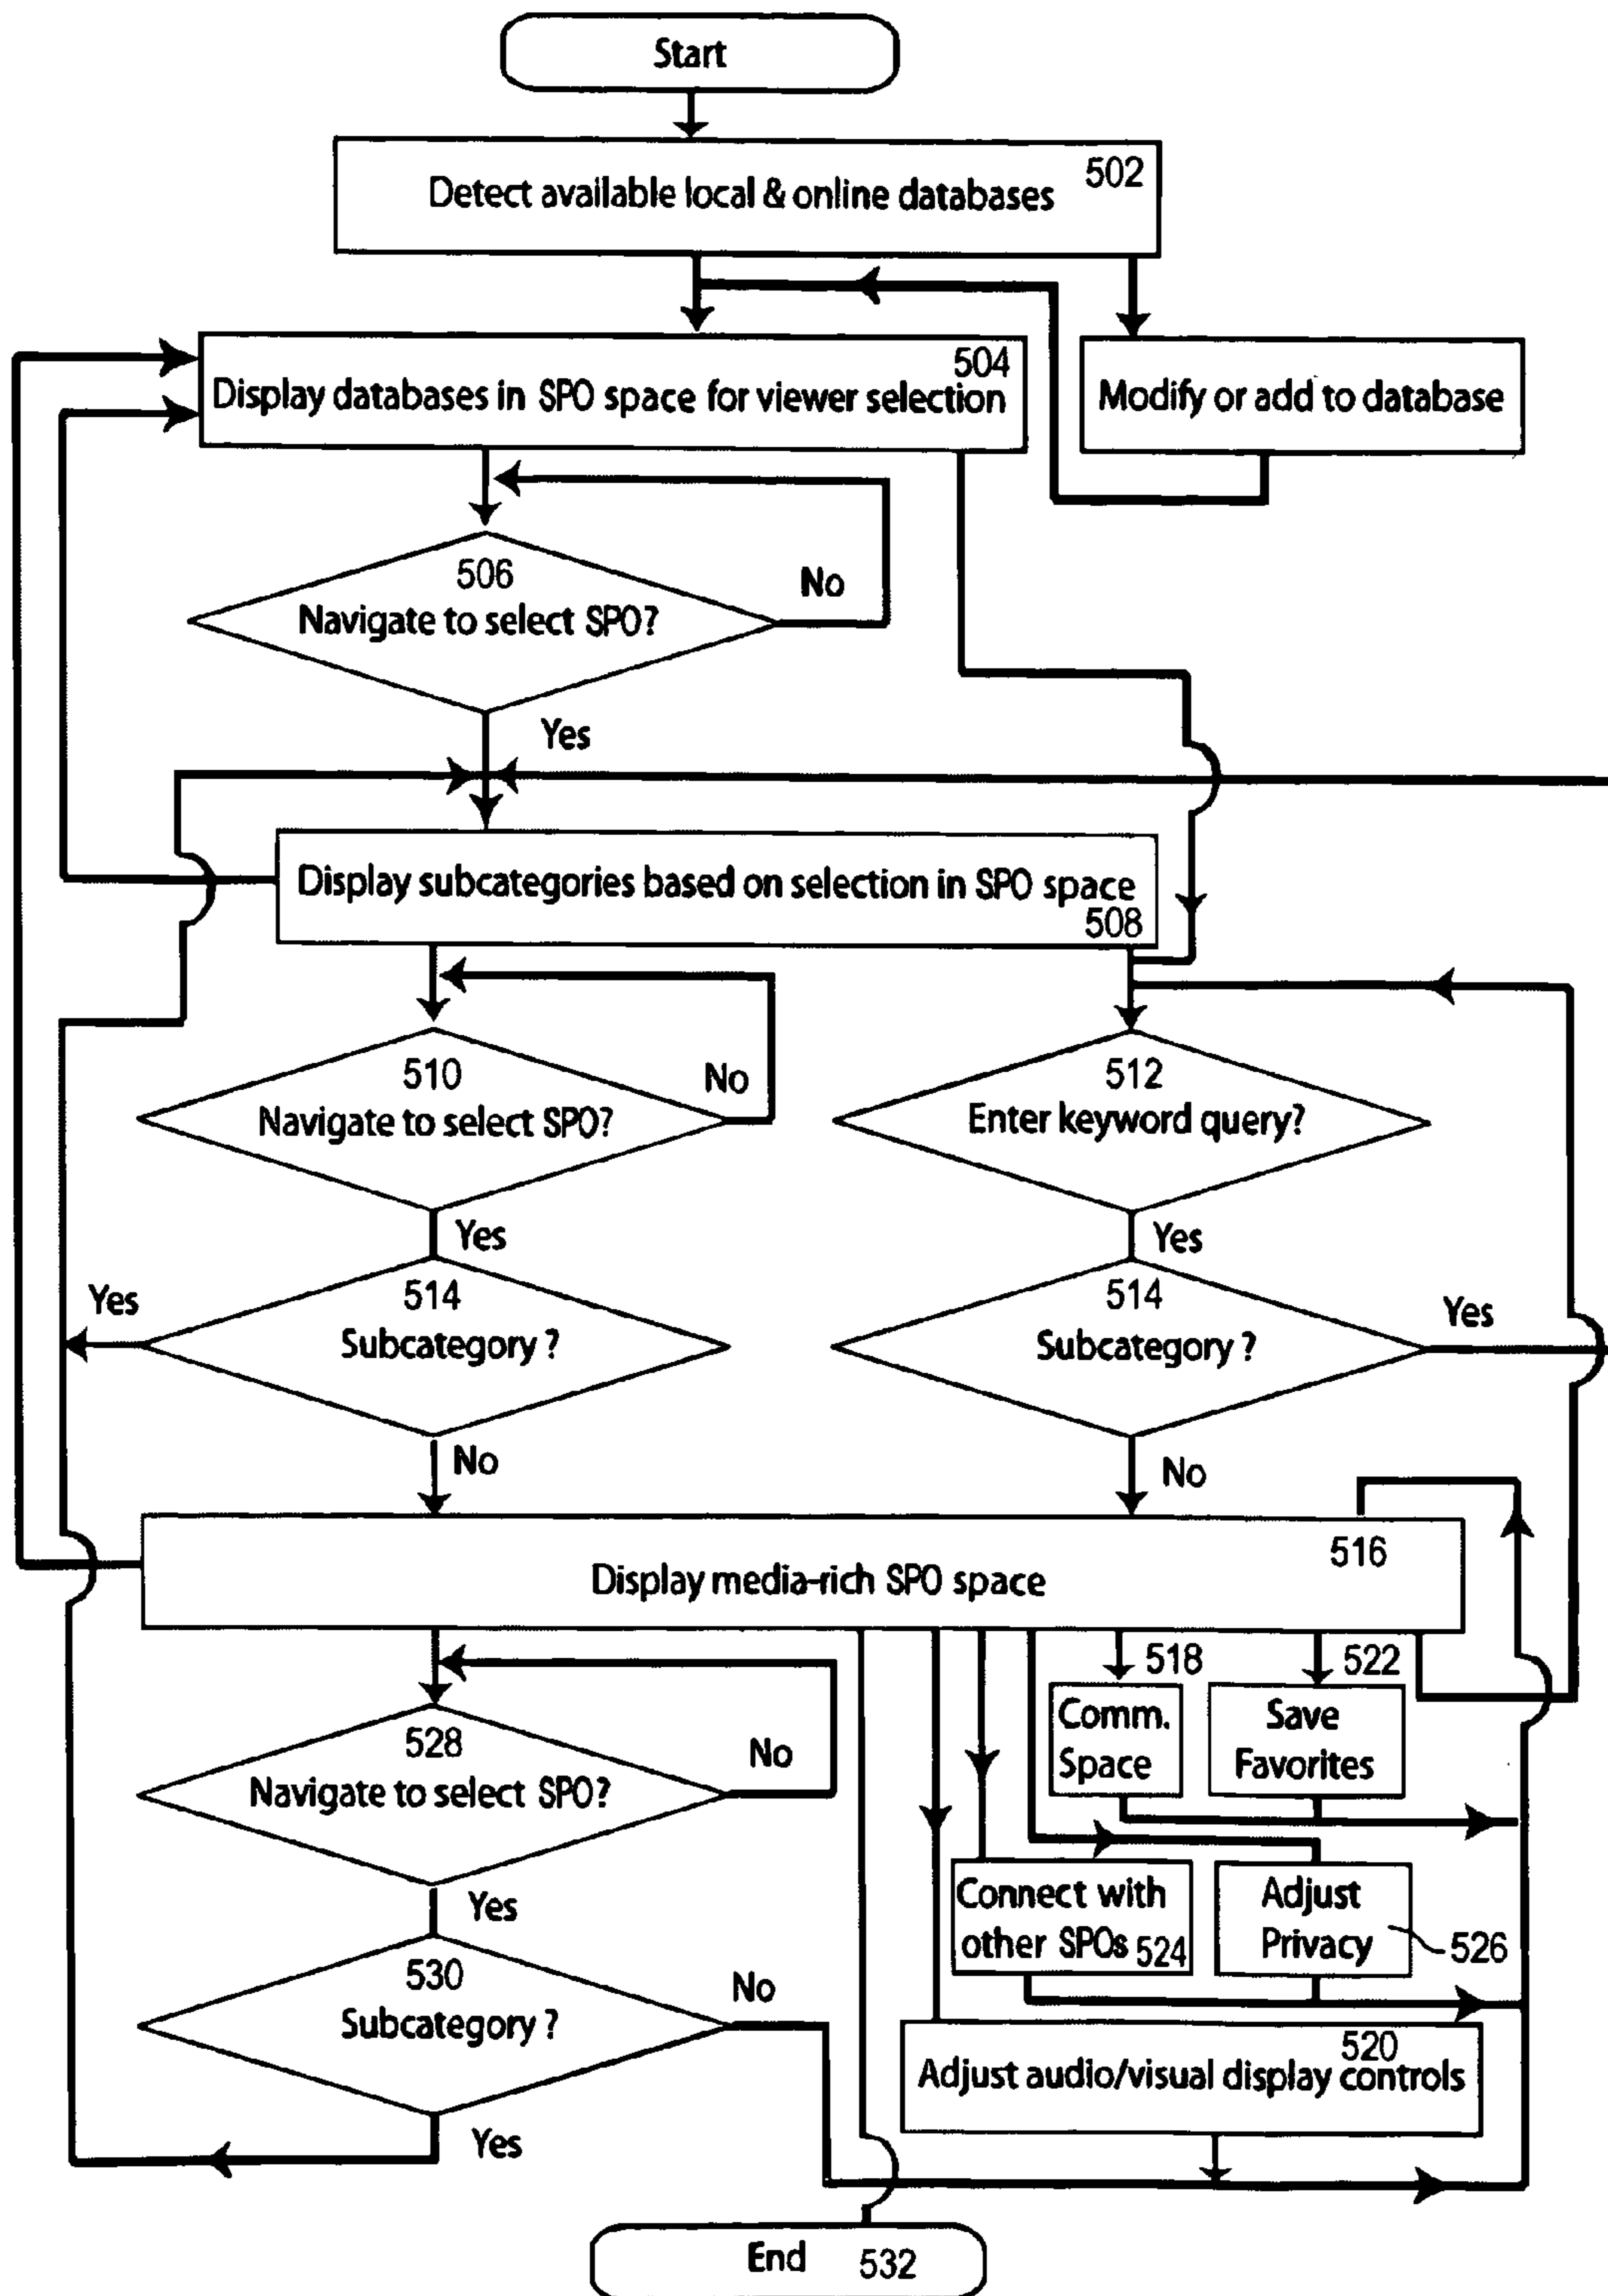 Start
502
Detect available local & online databases
504
Display databases in SPO space for viewer selection
Modify or add to database
506
Navigate to select SPO?
No
Yes
Display subcategories based on selection in SPO space
508
510
Navigate to select SPO?
No
512
Enter keyword query?
Yes
Yes
514
Subcategory ?
Yes
514
Subcategory ?
Yes
No
No
516
Display media-rich SPO space
518
522
Comm.
Space
Save
Favorites
528
Navigate to select SPO?
No
Yes
Connect with
other SPOs 524
Adjust
Privacy
526
530
Subcategory ?
No
Yes
520
Adjust audio/visual display controls
End 532